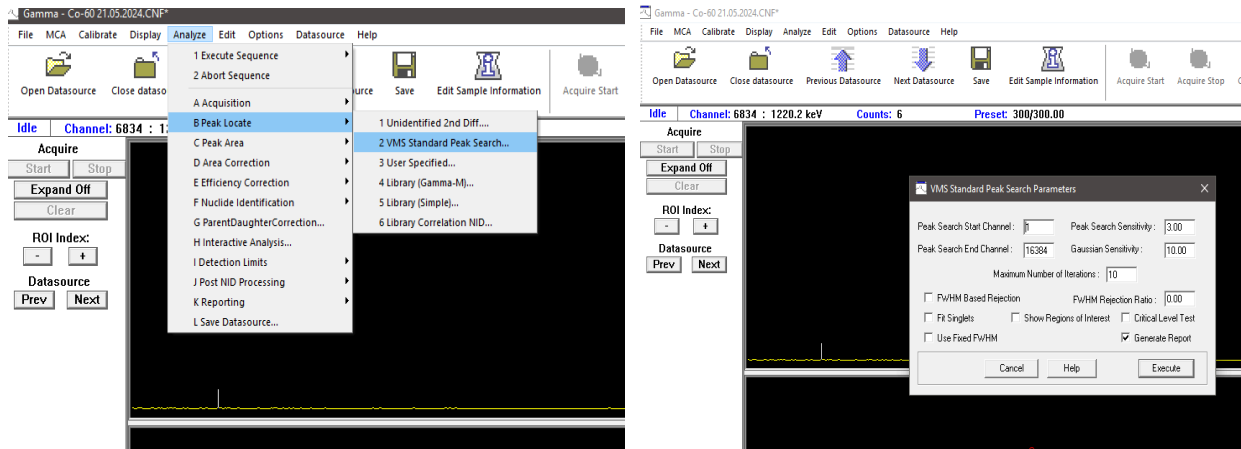 Gamma - Co-60 21.05.2024.CNF*
File MCA Calibrate Display Analyze Edit Options Datasource Help
Open Datasource Close dataso urce Save Edit Sample Information Acquire Start
1 Execute Sequence
2 Abort Sequence
A Acquisition
B Peak Locate
C Peak Area
D Area Correction
E Efficiency Correction
F Nuclide Identification
G ParentDaughterCorrection...
H Interactive Analysis...
I Detection Limits
J Post NID Processing
K Reporting
L Save Datasource...
1 Unidentified 2nd Diff....
2 VMS Standard Peak Search...
3 User Specified...
4 Library (Gamma-M)...
5 Library (Simple)...
6 Library Correlation NID...
Idle Channel: 6834 : 1
Acquire
Start Stop
Expand Off
Clear
ROI Index:
- +
Datasource
Prev Next
Gamma - Co-60 21.05.2024.CNF*
File MCA Calibrate Display Analyze Edit Options Datasource Help
Open Datasource Close datasource Previous Datasource Next Datasource Save Edit Sample Information Acquire Start Acquire Stop
Idle Channel: 6834 : 1220.2 keV Counts: 6 Preset: 300/300.00
Acquire
Start Stop
Expand Off
Clear
ROI Index:
- +
Datasource
Prev Next
VMS Standard Peak Search Parameters
Peak Search Start Channel : 1 Peak Search Sensitivity : 3.00
Peak Search End Channel : 16384 Gaussian Sensitivity : 10.00
Maximum Number of Iterations : 10
FWHM Based Rejection FWHM Rejection Ratio : 0.00
Fit Singlets Show Regions of Interest Critical Level Test
Use Fixed FWHM Generate Report
Cancel Help Execute